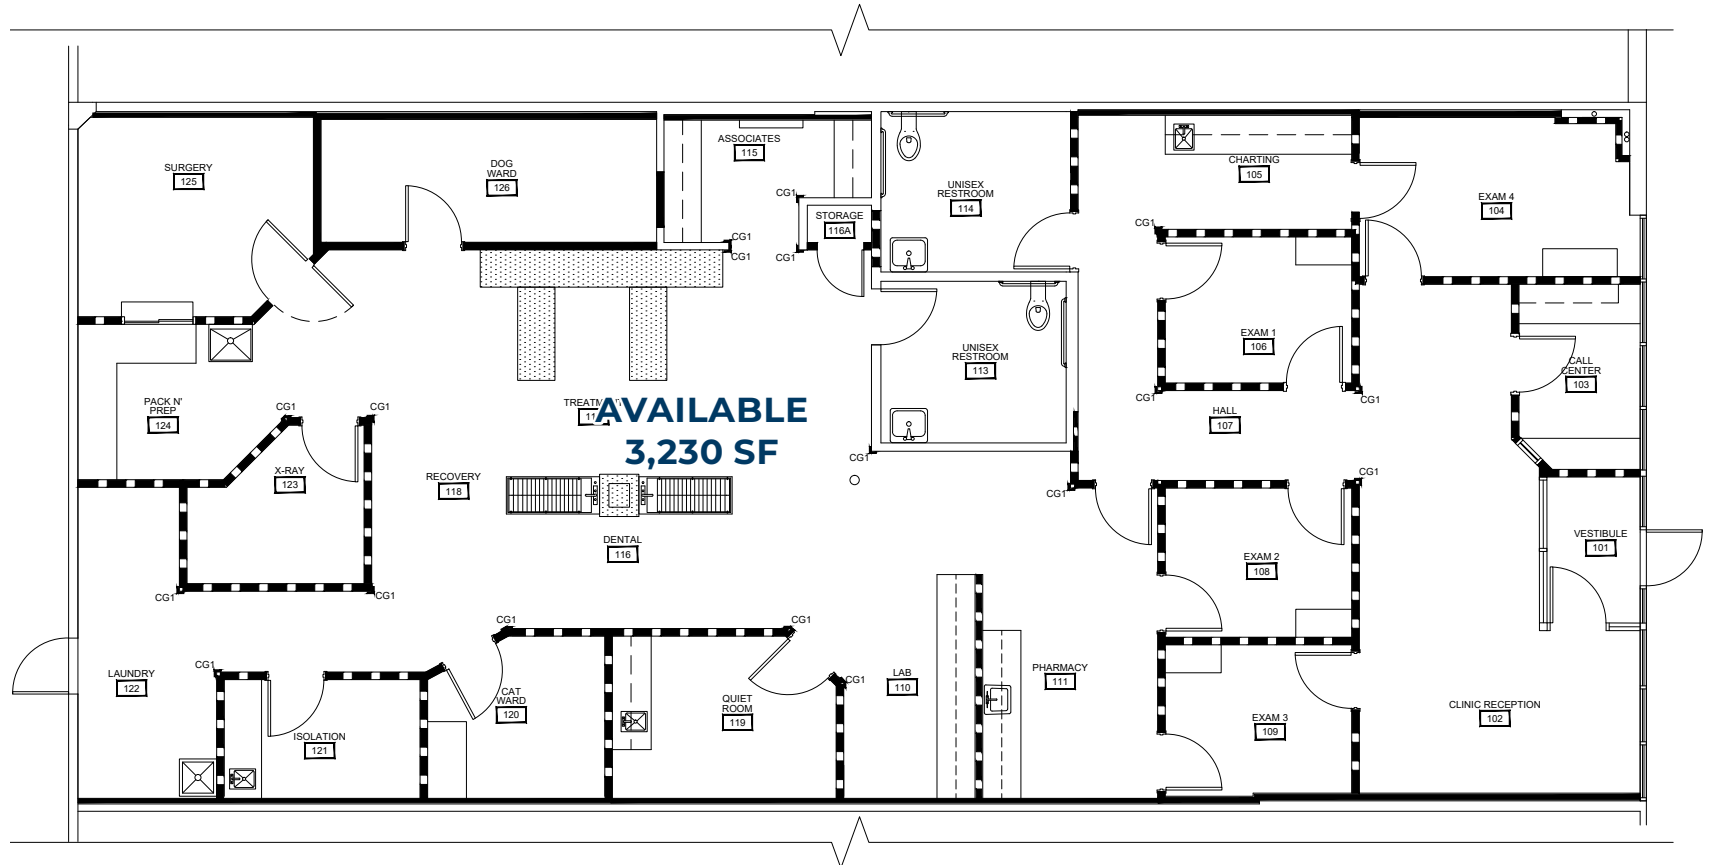 ASSOCIATES
115
SURGERY
125
DOG
WARD
126
CHARTING
105
UNISEX
RESTROOM
114
EXAM 4
104
CG1
STORAGE
116A
CG1
CG1
CG1
CG1
EXAM 1
106
UNISEX
RESTROOM
113
CALL
CENTER
103
PACK N'
PREP
124
CG1
CG1
AVAILABLE
3,230 SF
CG1
HALL
107
CG1
CG1
X-RAY
123
RECOVERY
118
CG1
CG1
DENTAL
116
VESTIBULE
101
EXAM 2
108
CG1
CG1
CG1
CG1
CG1
LAUNDRY
122
CAT
WARD
120
QUIET
ROOM
119
CG1
LAB
110
PHARMACY
111
ISOLATION
121
EXAM 3
109
CLINIC RECEPTION
102